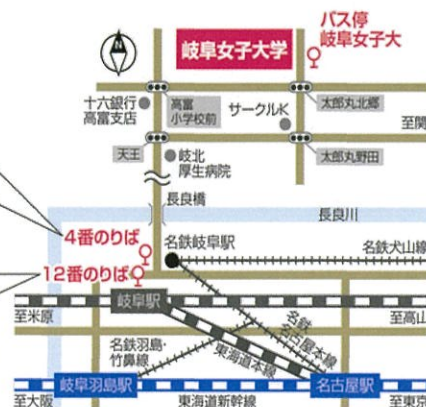 N
岐阜女子大学
バス停
岐阜女子大
十六銀行
高富支店
高富
小学校前
サークルK
太郎丸北郷
至関
天王
岐北
厚生病院
太郎丸野田
長良橋
長良川
4番のりば
名鉄岐阜駅
名鉄犬山線
12番のりば
岐阜駅
至米原
至高山
名鉄
名古屋本線
名鉄羽島・
竹鼻線
東海道本線
岐阜羽島駅
名古屋駅
至大阪
東海道新幹線
至東京